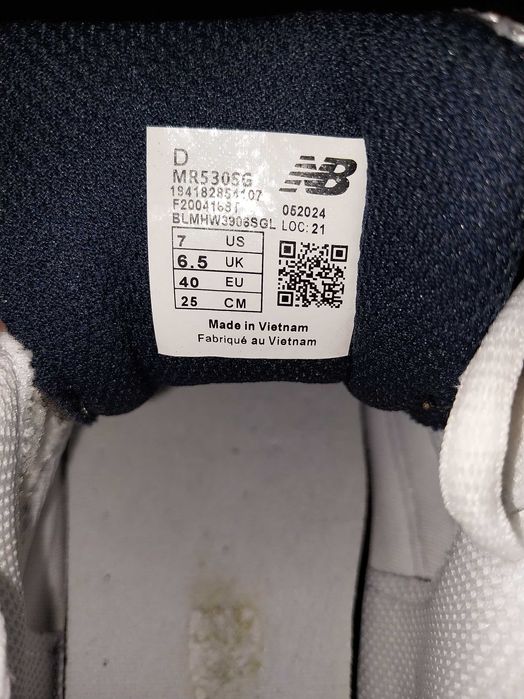 D
NB
MR530SG
F20041681
052024
BLMHW3906SGL LOC: 21
7 US
6.5 UK
40 EU
25 CM
Made in Vietnam
Fabriqué au Vietnam